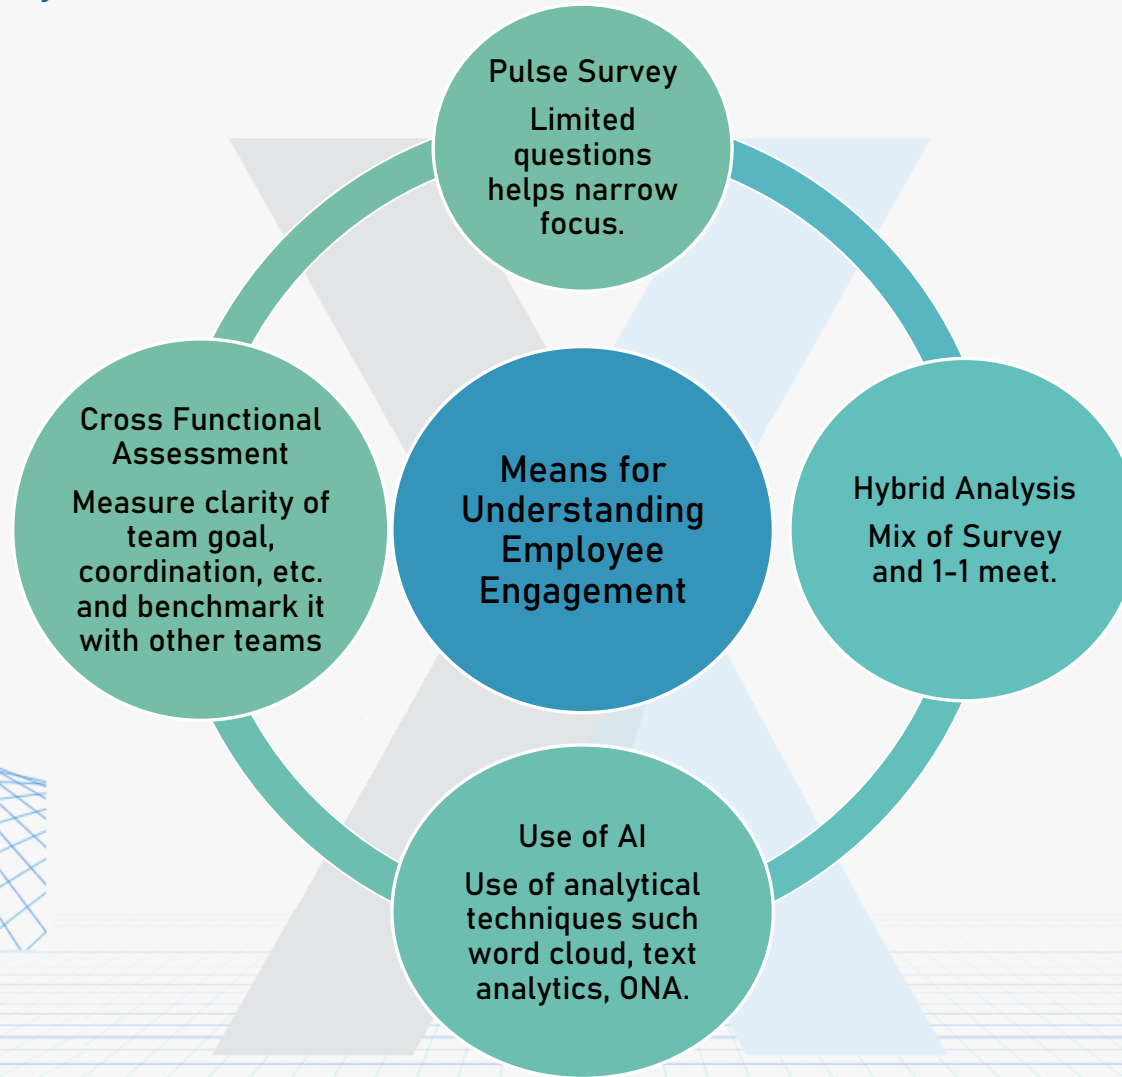 Pulse Survey
Limited
questions
helps narrow
focus.
Cross Functional
Assessment
Measure clarity of
team goal,
coordination, etc.
and benchmark it
with other teams
Means for
Understanding
Employee
Engagement
Hybrid Analysis
Mix of Survey
and 1-1 meet.
Use of AI
Use of analytical
techniques such
word cloud, text
analytics, ONA.